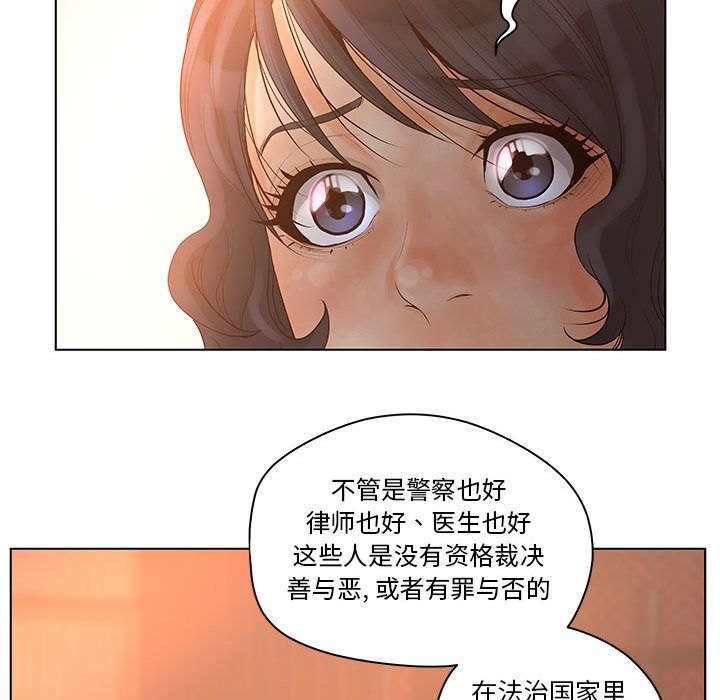 不管是警察也好
律师也好、医生也好
这些人是没有资格裁决
善与恶, 或者有罪与否的
在法治国家里